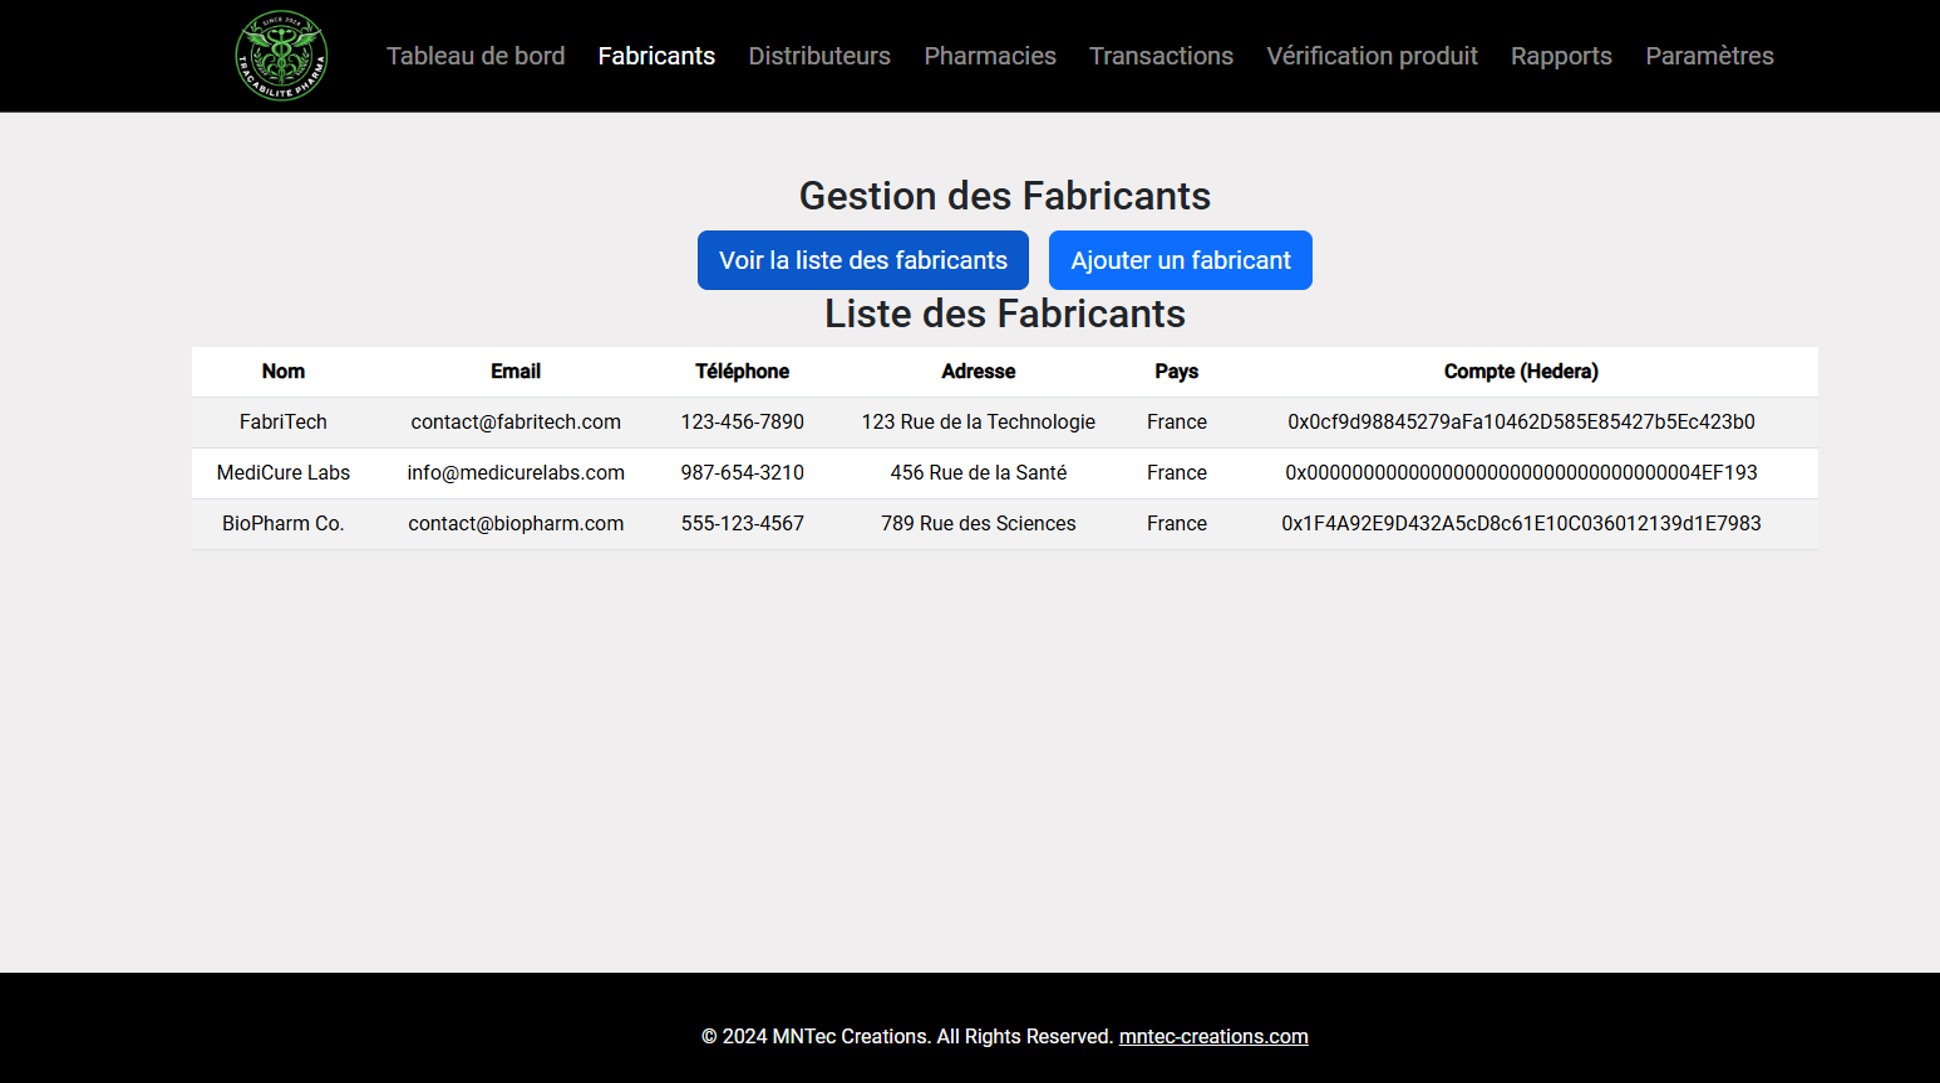 SINCE 2024
TRACABILITÉ PHARMA
Tableau de bord Fabricants Distributeurs Pharmacies Transactions Vérification produit Rapports Paramètres
Gestion des Fabricants
Voir la liste des fabricants Ajouter un fabricant
Liste des Fabricants
Nom Email Téléphone Adresse Pays Compte (Hedera)
FabriTech contact@fabritech.com 123-456-7890 123 Rue de la Technologie France 0x0cf9d98845279aFa10462D585E85427b5Ec423b0
MediCure Labs info@medicurelabs.com 987-654-3210 456 Rue de la Santé France 0x00000000000000000000000000000000004EF193
BioPharm Co. contact@biopharm.com 555-123-4567 789 Rue des Sciences France 0x1F4A92E9D432A5cD8c61E10C036012139d1E7983
© 2024 MNTec Creations. All Rights Reserved. mntec-creations.com